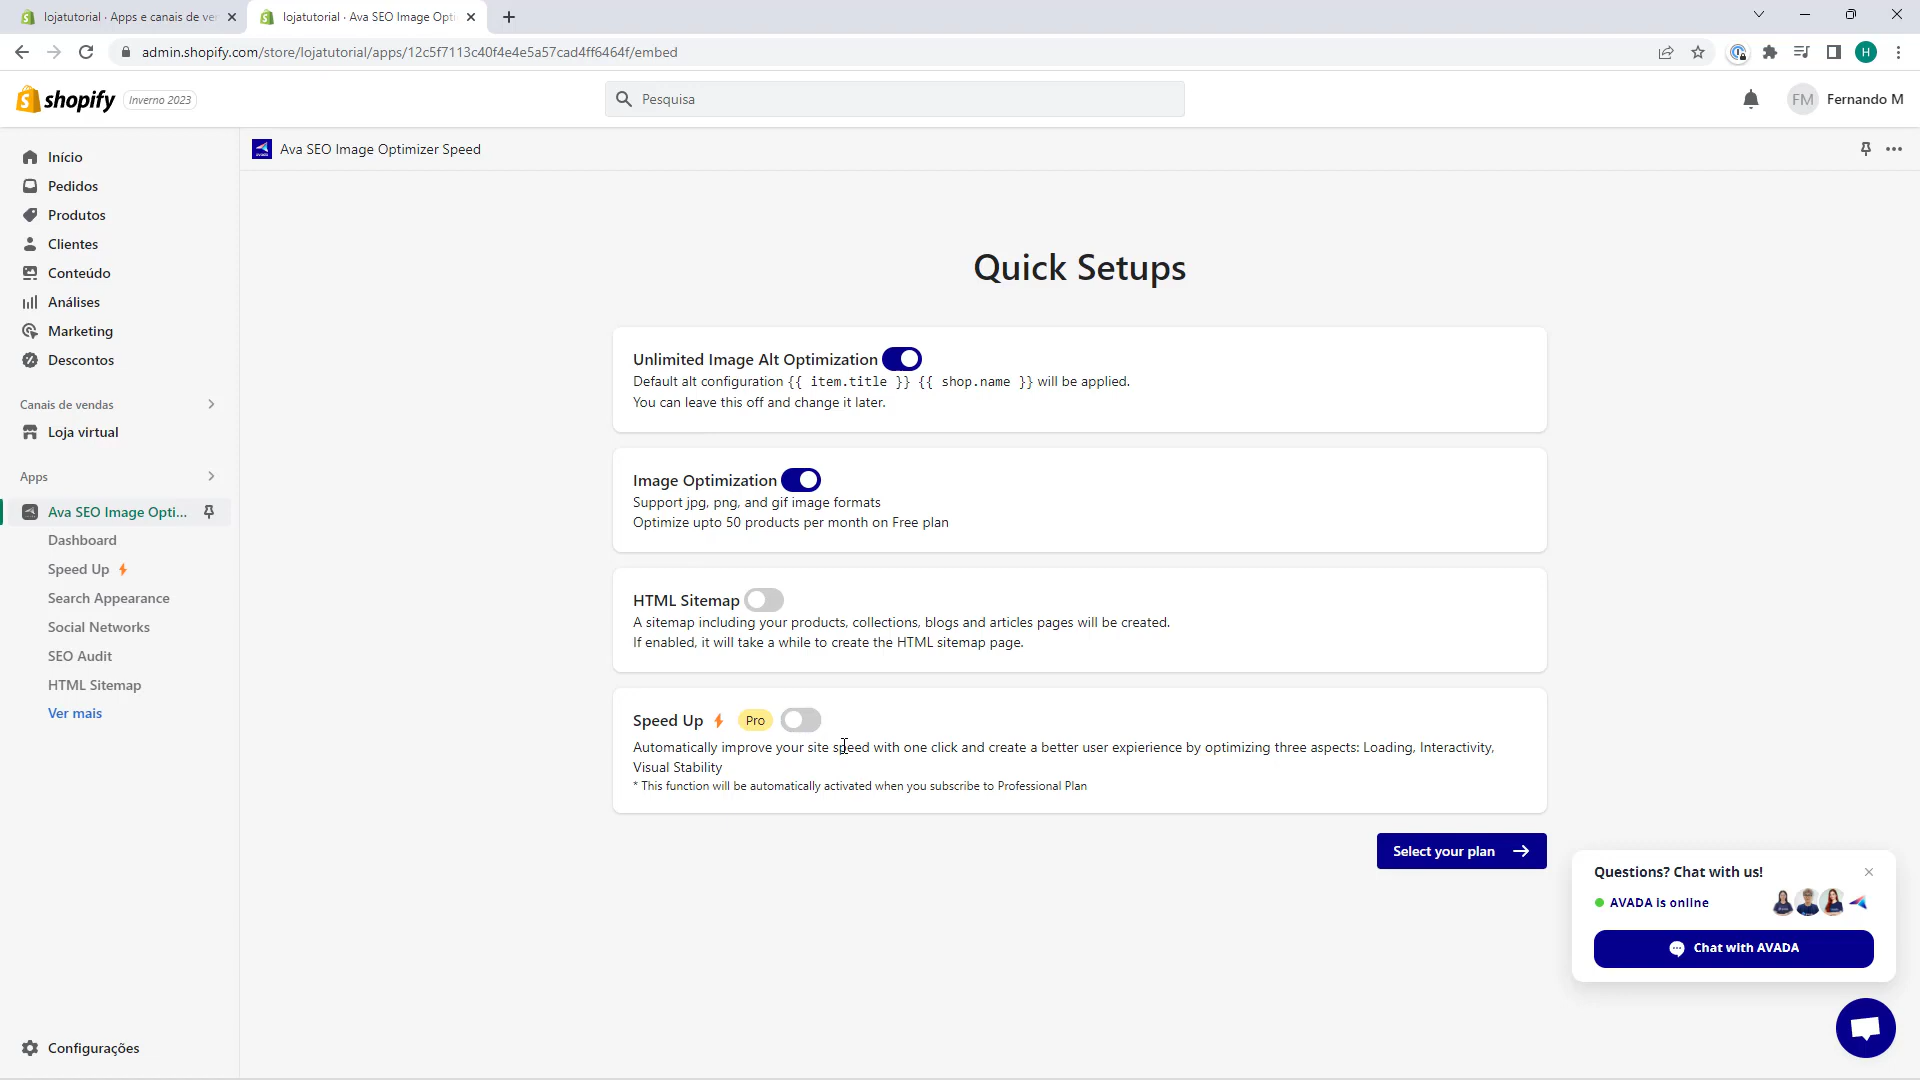 lojatutorial · Apps e canais de ve
lojatutorial · Ava SEO Image Opti
admin.shopify.com/store/lojatutorial/apps/12c5f7113c40f4e4e5a57cad4ff6464f/embed
H
shopify
Inverno 2023
Pesquisa
FM
Fernando M
Início
Pedidos
Produtos
Clientes
Conteúdo
Análises
Marketing
Descontos
Canais de vendas
Loja virtual
Apps
Ava SEO Image Opti...
Dashboard
Speed Up
Search Appearance
Social Networks
SEO Audit
HTML Sitemap
Ver mais
Configurações
Ava SEO Image Optimizer Speed
Quick Setups
Unlimited Image Alt Optimization
Default alt configuration {{ item.title }} {{ shop.name }} will be applied.
You can leave this off and change it later.
Image Optimization
Support jpg, png, and gif image formats
Optimize upto 50 products per month on Free plan
HTML Sitemap
A sitemap including your products, collections, blogs and articles pages will be created.
If enabled, it will take a while to create the HTML sitemap page.
Speed Up Pro
Automatically improve your site speed with one click and create a better user expierience by optimizing three aspects: Loading, Interactivity,
Visual Stability
* This function will be automatically activated when you subscribe to Professional Plan
Select your plan
Questions? Chat with us!
AVADA is online
Chat with AVADA